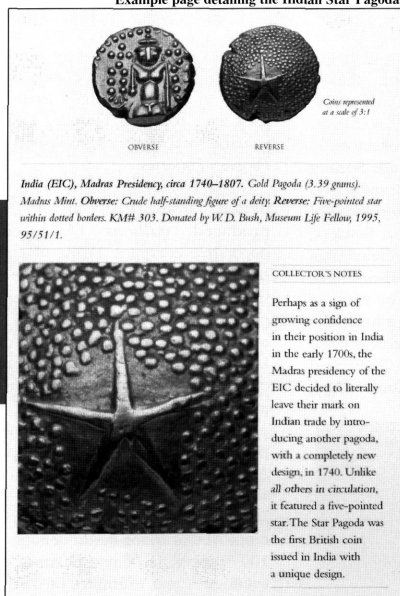 Example page detailing the Indian Star Pagoda
Coins represented
at a scale of 3:1
OBVERSE
REVERSE
India (EIC), Madras Presidency, circa 1740–1807. Gold Pagoda (3.39 grams).
Madras Mint. Obverse: Crude half-standing figure of a deity. Reverse: Five-pointed star
within dotted borders. KM# 303. Donated by W. D. Bush, Museum Life Fellow, 1995,
95/51/1.
COLLECTOR'S NOTES
Perhaps as a sign of
growing confidence
in their position in India
in the early 1700s, the
Madras presidency of the
EIC decided to literally
leave their mark on
Indian trade by intro-
ducing another pagoda,
with a completely new
design, in 1740. Unlike
all others in circulation,
it featured a five-pointed
star. The Star Pagoda was
the first British coin
issued in India with
a unique design.